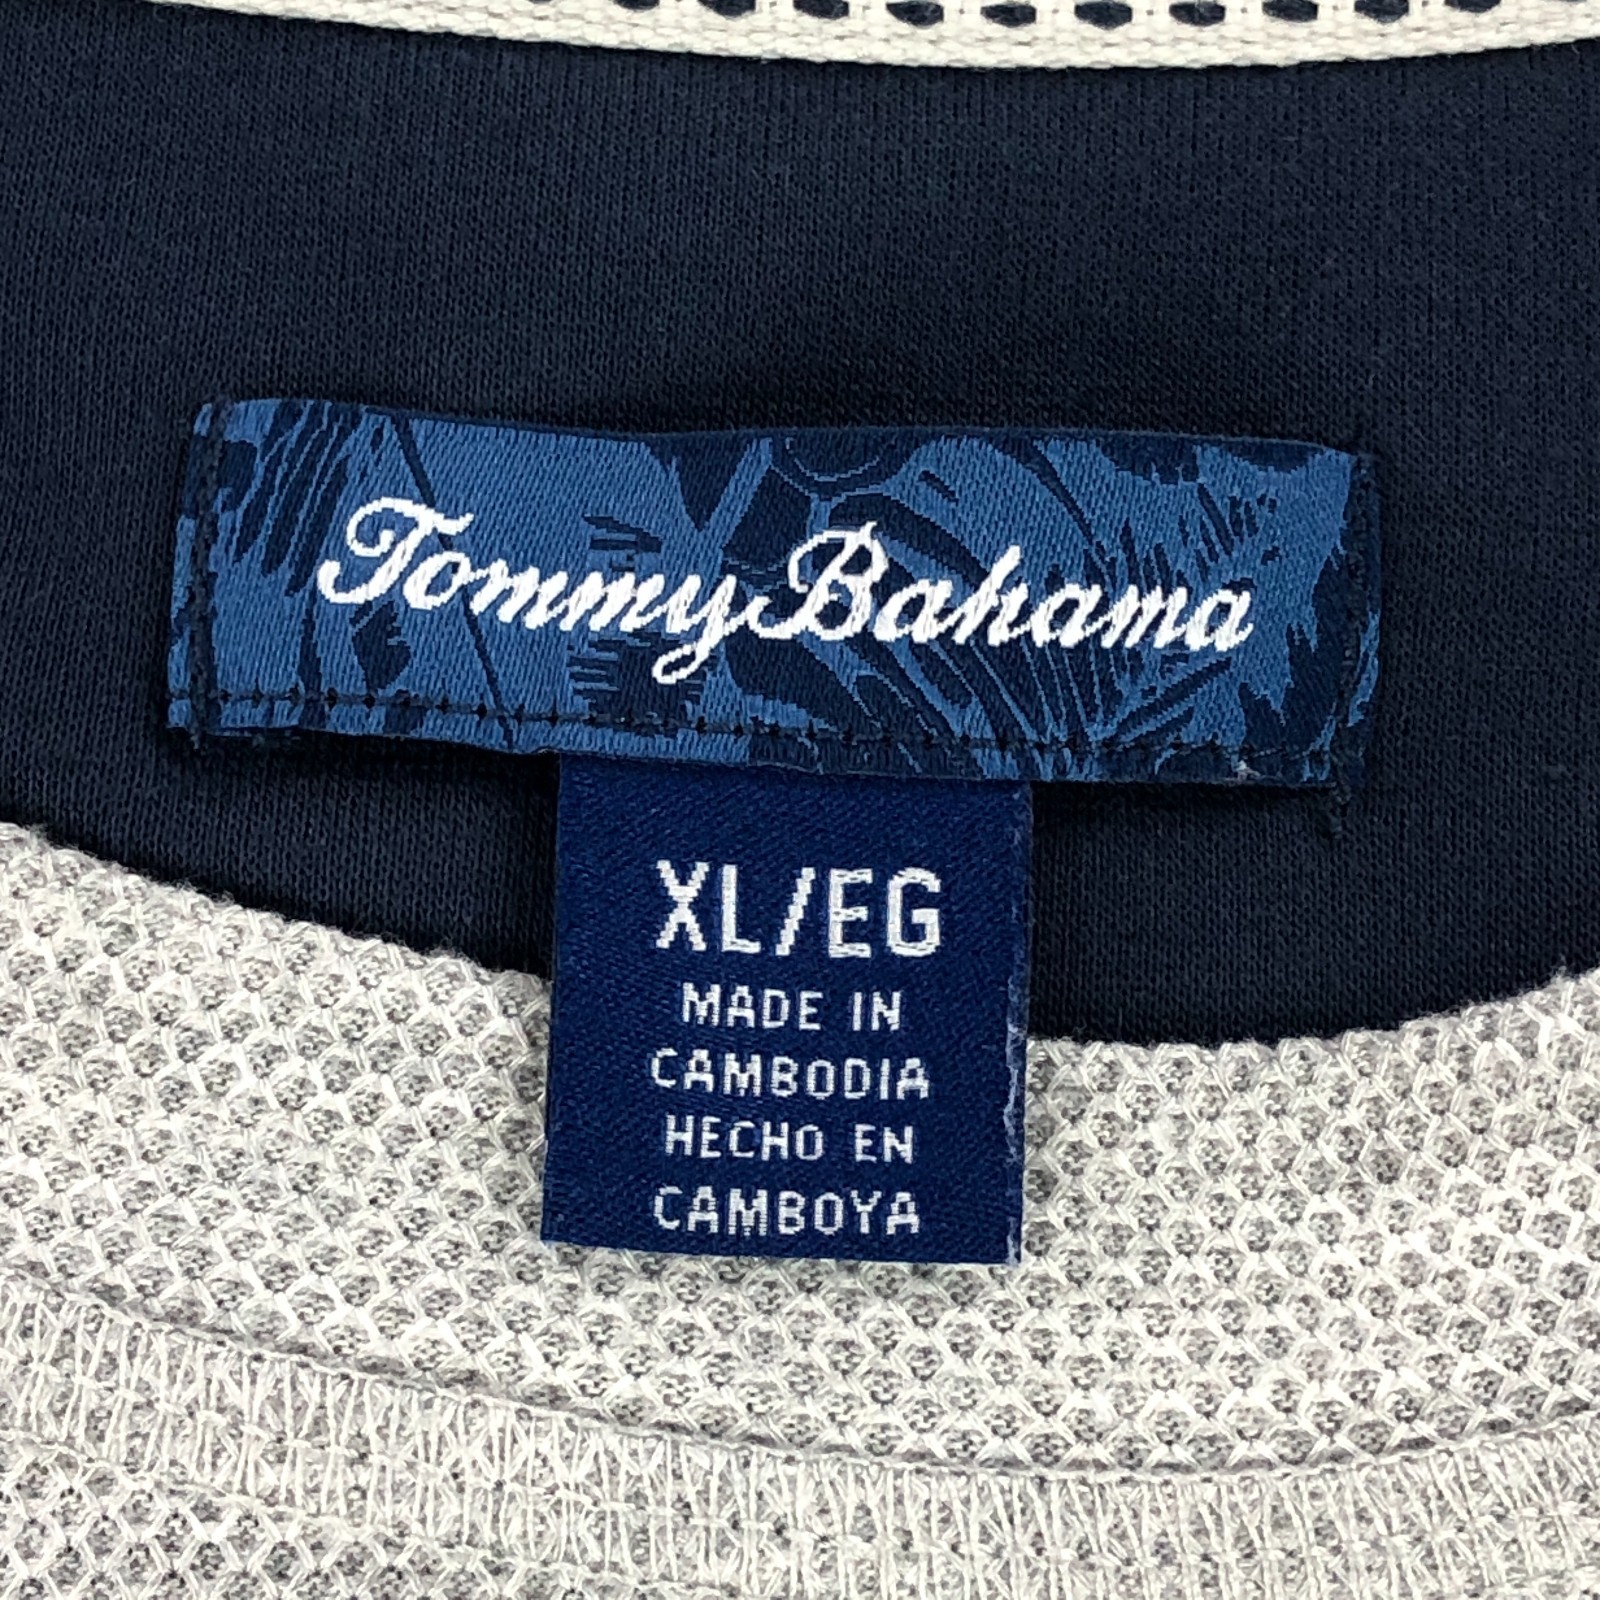 Tommy Bahama
XL/EG
MADE IN
CAMBODIA
HECHO EN
CAMBOYA